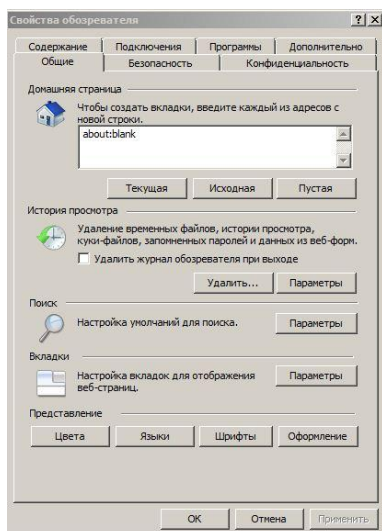 Свойства обозревателя
Содержание Подключения Программы Дополнительно
Общие Безопасность Конфиденциальность
Домашняя страница
Чтобы создать вкладки, введите каждый из адресов с
новой строки.
about:blank
Текущая Исходная Пустая
История просмотра
Удаление временных файлов, истории просмотра,
куки-файлов, запомненных паролей и данных из веб-форм.
Удалить журнал обозревателя при выходе
Удалить... Параметры
Поиск
Настройка умолчаний для поиска. Параметры
Вкладки
Настройка вкладок для отображения Параметры
веб-страниц.
Представление
Цвета Языки Шрифты Оформление
OK Отмена Применить